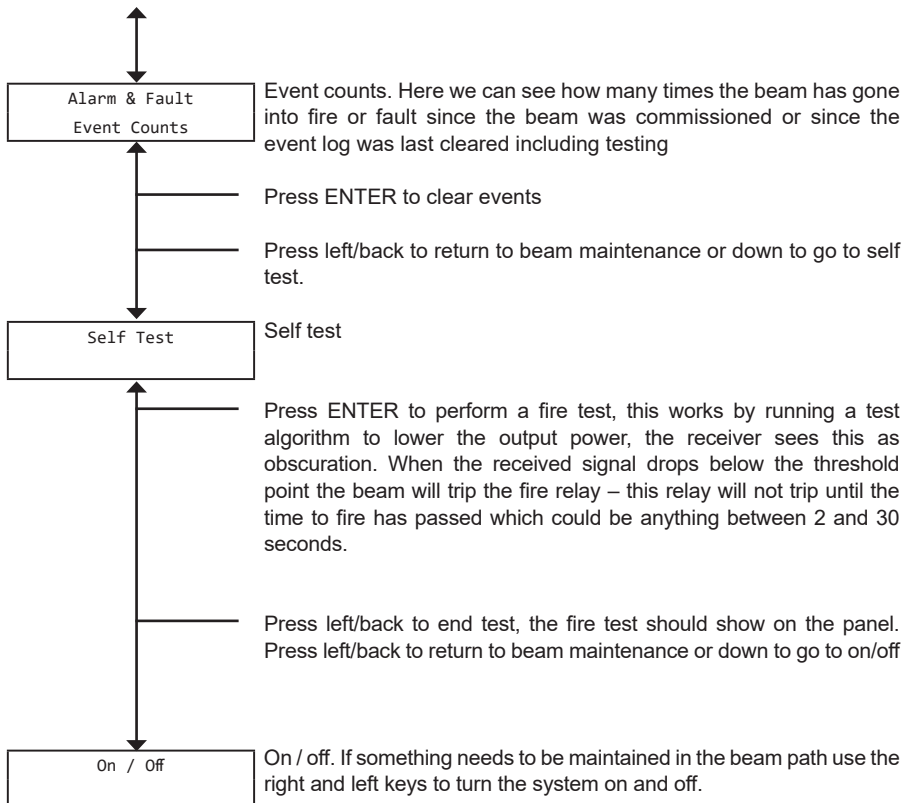 Alarm & Fault
Event Counts
Event counts. Here we can see how many times the beam has gone
into fire or fault since the beam was commissioned or since the
event log was last cleared including testing
Press ENTER to clear events
Press left/back to return to beam maintenance or down to go to self
test.
Self Test
Self test
Press ENTER to perform a fire test, this works by running a test
algorithm to lower the output power, the receiver sees this as
obscuration. When the received signal drops below the threshold
point the beam will trip the fire relay – this relay will not trip until the
time to fire has passed which could be anything between 2 and 30
seconds.
Press left/back to end test, the fire test should show on the panel.
Press left/back to return to beam maintenance or down to go to on/off
On / Off
On / off. If something needs to be maintained in the beam path use the
right and left keys to turn the system on and off.